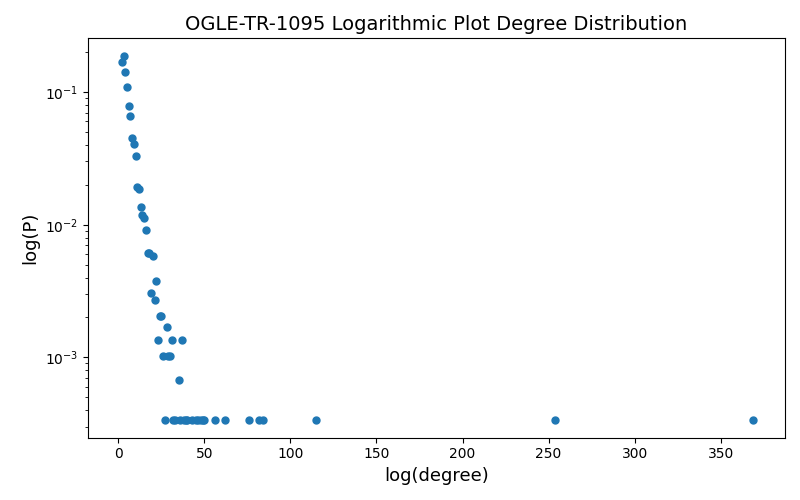 OGLE-TR-1095 Logarithmic Plot Degree Distribution
log(P)
10⁻¹
10⁻²
10⁻³
0 50 100 150 200 250 300 350
log(degree)